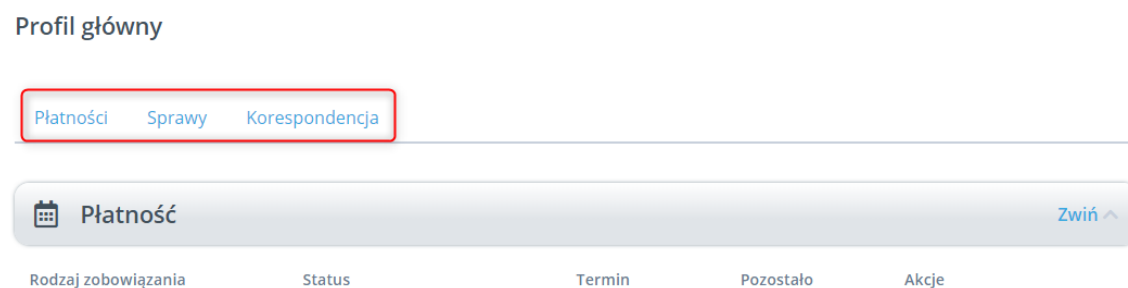 Profil główny
Płatności Sprawy Korespondencja
Płatność Zwiń
Rodzaj zobowiązania Status Termin Pozostało Akcje